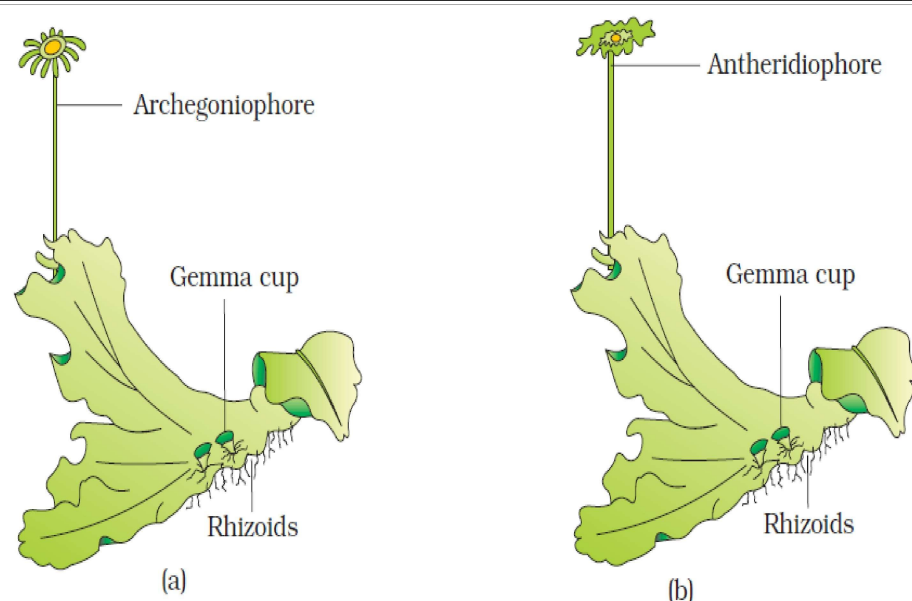 Archegoniophore
Gemma cup
Rhizoids
(a)
Antheridiophore
Gemma cup
Rhizoids
(b)